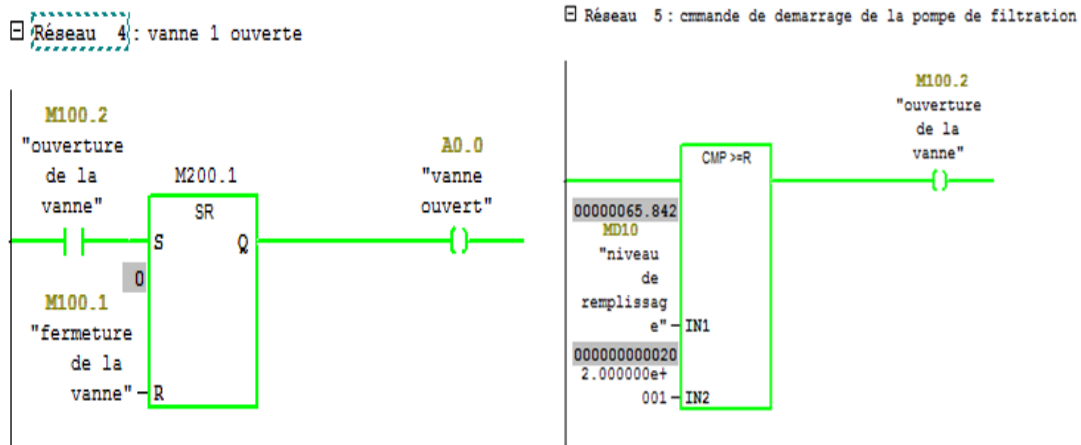 Réseau 4: vanne 1 ouverte
M100.2
"ouverture
de la
vanne"
M200.1
SR
S
Q
A0.0
"vanne
ouvert"
0
M100.1
"fermeture
de la
vanne"
R
Réseau 5: cmmande de demarrage de la pompe de filtration
M100.2
"ouverture
de la
vanne"
CMP >=R
00000065.842
MD10
"niveau
de
remplissag
e"
IN1
000000000020
2.000000e+
001
IN2